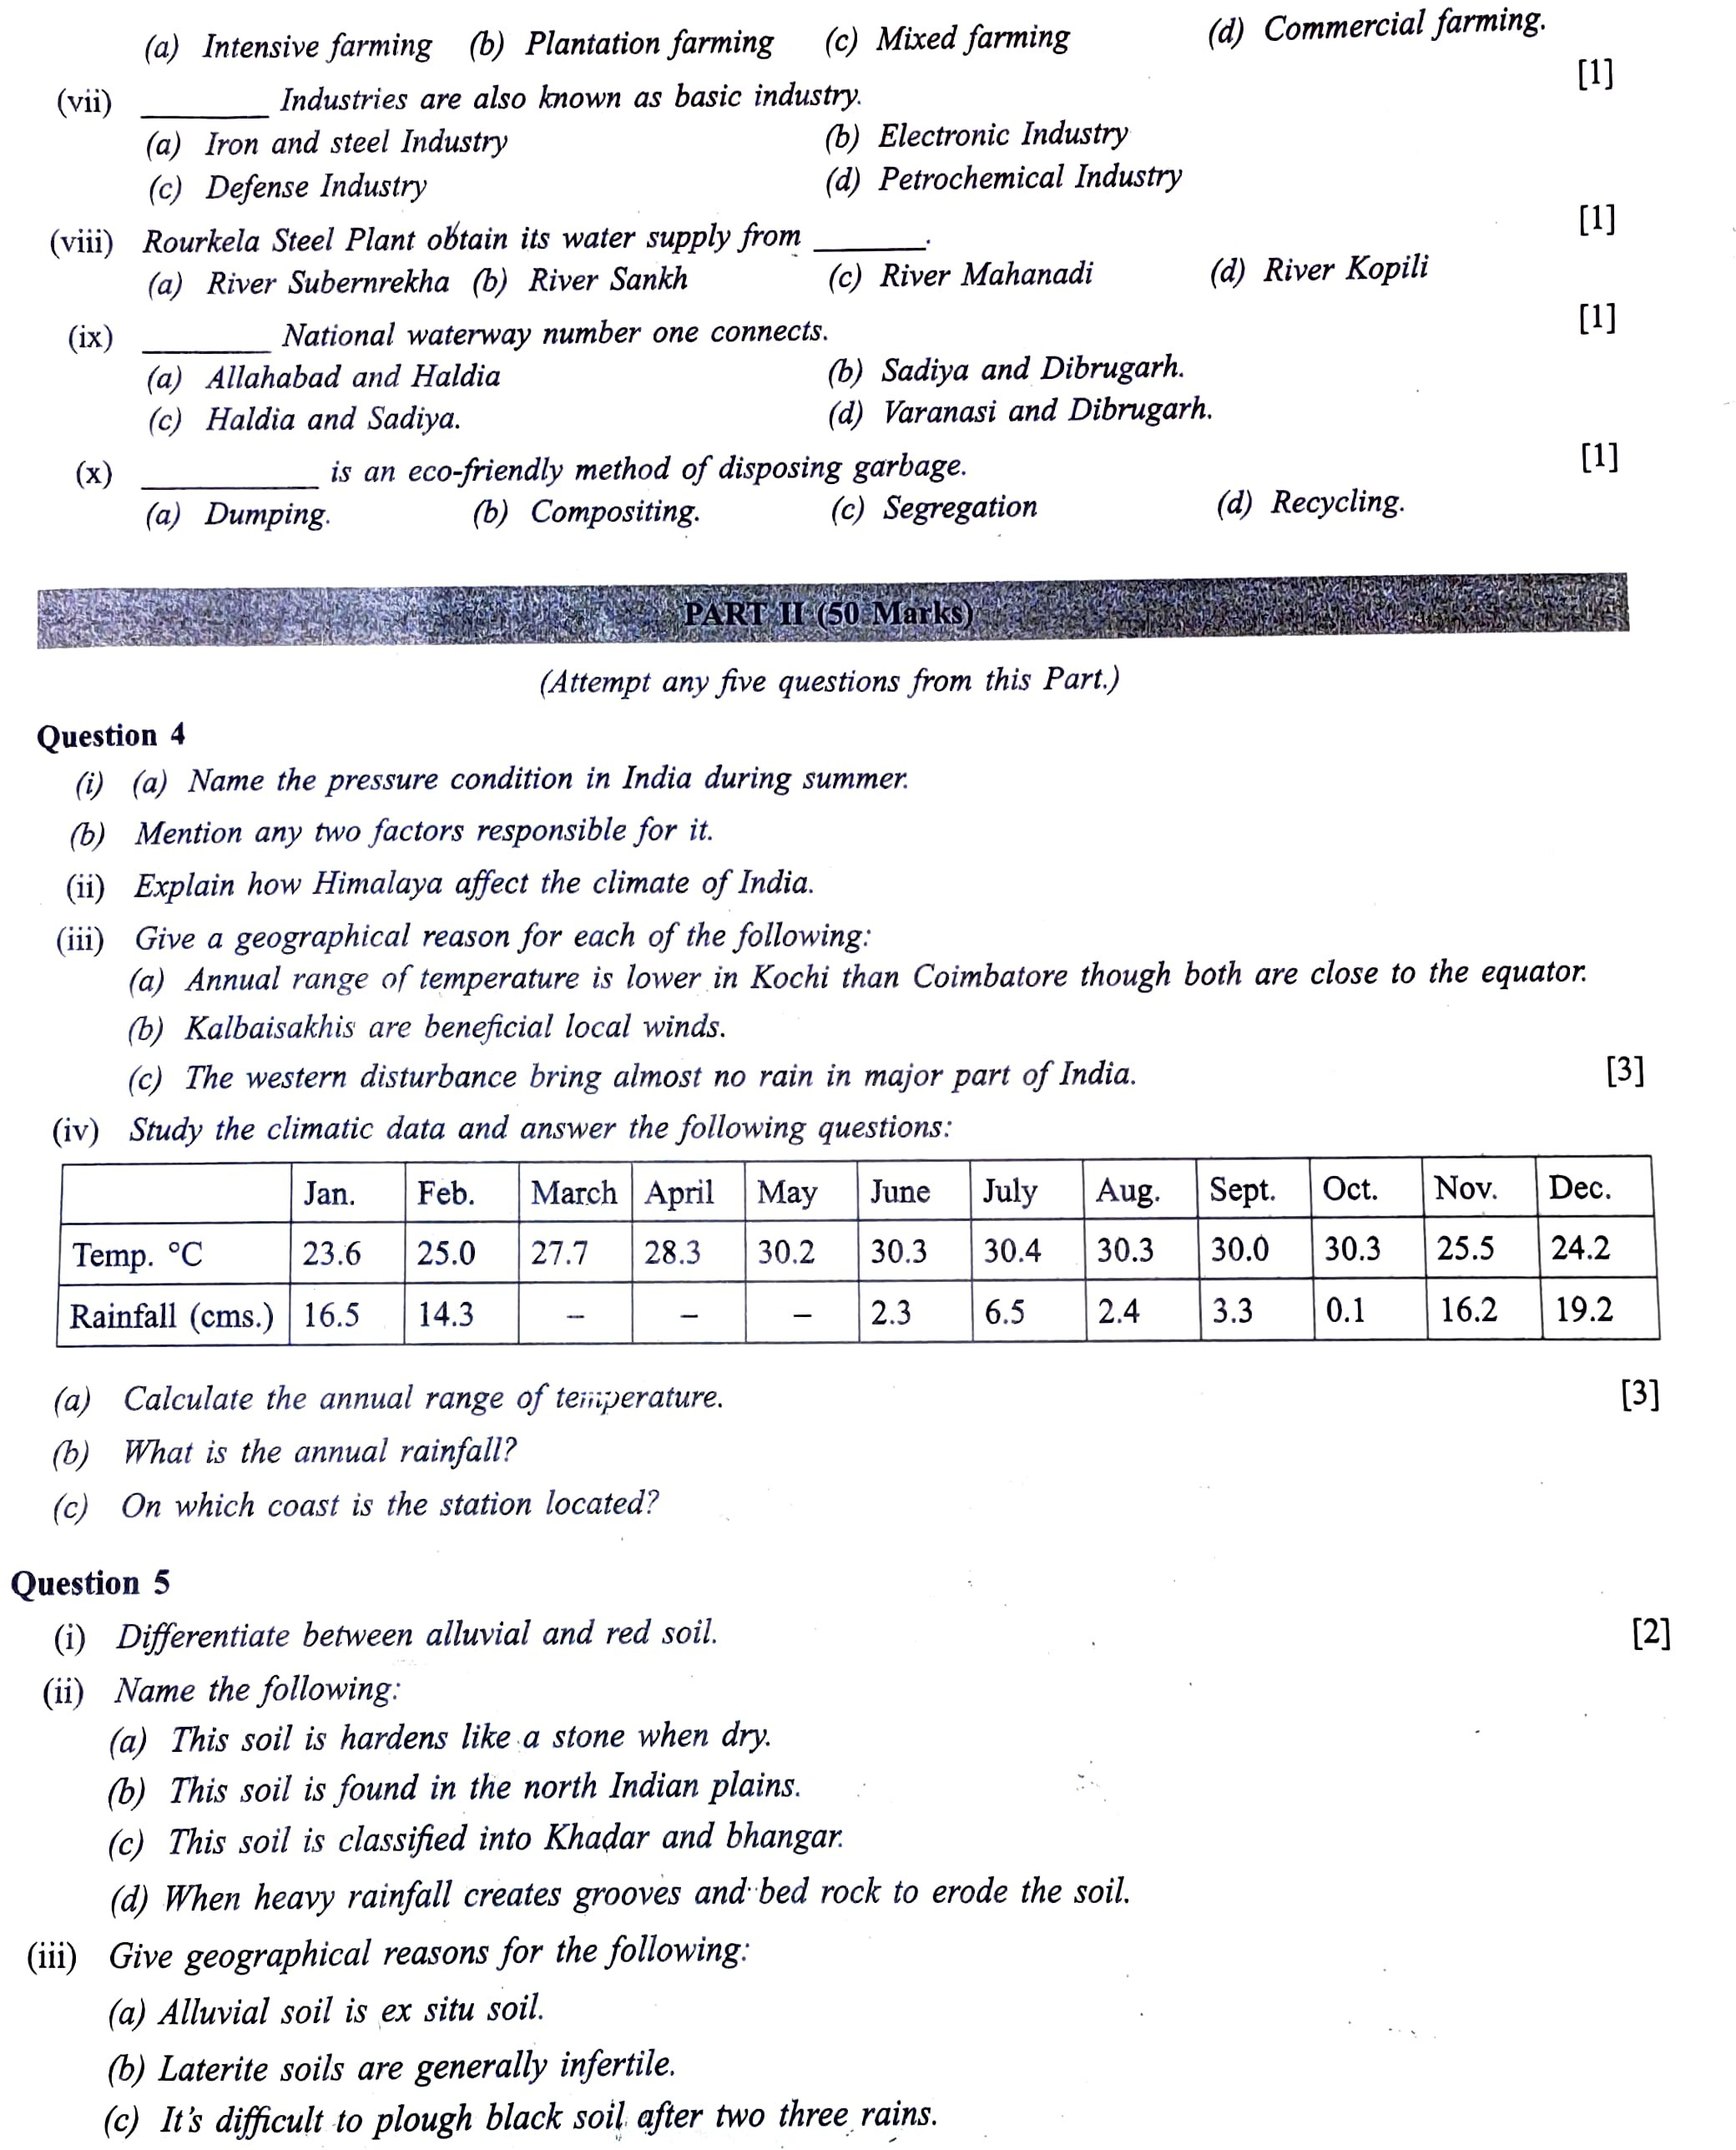 (a) Intensive farming (b) Plantation farming (c) Mixed farming (d) Commercial farming.
(vii) ________ Industries are also known as basic industry. [1]
(a) Iron and steel Industry (b) Electronic Industry
(c) Defense Industry (d) Petrochemical Industry
(viii) Rourkela Steel Plant obtain its water supply from _______. [1]
(a) River Subernrekha (b) River Sankh (c) River Mahanadi (d) River Kopili
(ix) ________ National waterway number one connects. [1]
(a) Allahabad and Haldia (b) Sadiya and Dibrugarh.
(c) Haldia and Sadiya. (d) Varanasi and Dibrugarh.
(x) ___________ is an eco-friendly method of disposing garbage. [1]
(a) Dumping. (b) Compositing. (c) Segregation (d) Recycling.
PART II (50 Marks)
(Attempt any five questions from this Part.)
Question 4
(i) (a) Name the pressure condition in India during summer.
(b) Mention any two factors responsible for it.
(ii) Explain how Himalaya affect the climate of India.
(iii) Give a geographical reason for each of the following:
(a) Annual range of temperature is lower in Kochi than Coimbatore though both are close to the equator.
(b) Kalbaisakhis are beneficial local winds.
(c) The western disturbance bring almost no rain in major part of India. [3]
(iv) Study the climatic data and answer the following questions:
Jan. Feb. March April May June July Aug. Sept. Oct. Nov. Dec.
Temp. °C 23.6 25.0 27.7 28.3 30.2 30.3 30.4 30.3 30.0 30.3 25.5 24.2
Rainfall (cms.) 16.5 14.3 – – – 2.3 6.5 2.4 3.3 0.1 16.2 19.2
(a) Calculate the annual range of temperature. [3]
(b) What is the annual rainfall?
(c) On which coast is the station located?
Question 5
(i) Differentiate between alluvial and red soil. [2]
(ii) Name the following:
(a) This soil is hardens like a stone when dry.
(b) This soil is found in the north Indian plains.
(c) This soil is classified into Khadar and bhangar.
(d) When heavy rainfall creates grooves and bed rock to erode the soil.
(iii) Give geographical reasons for the following:
(a) Alluvial soil is ex situ soil.
(b) Laterite soils are generally infertile.
(c) It's difficult to plough black soil after two three rains.